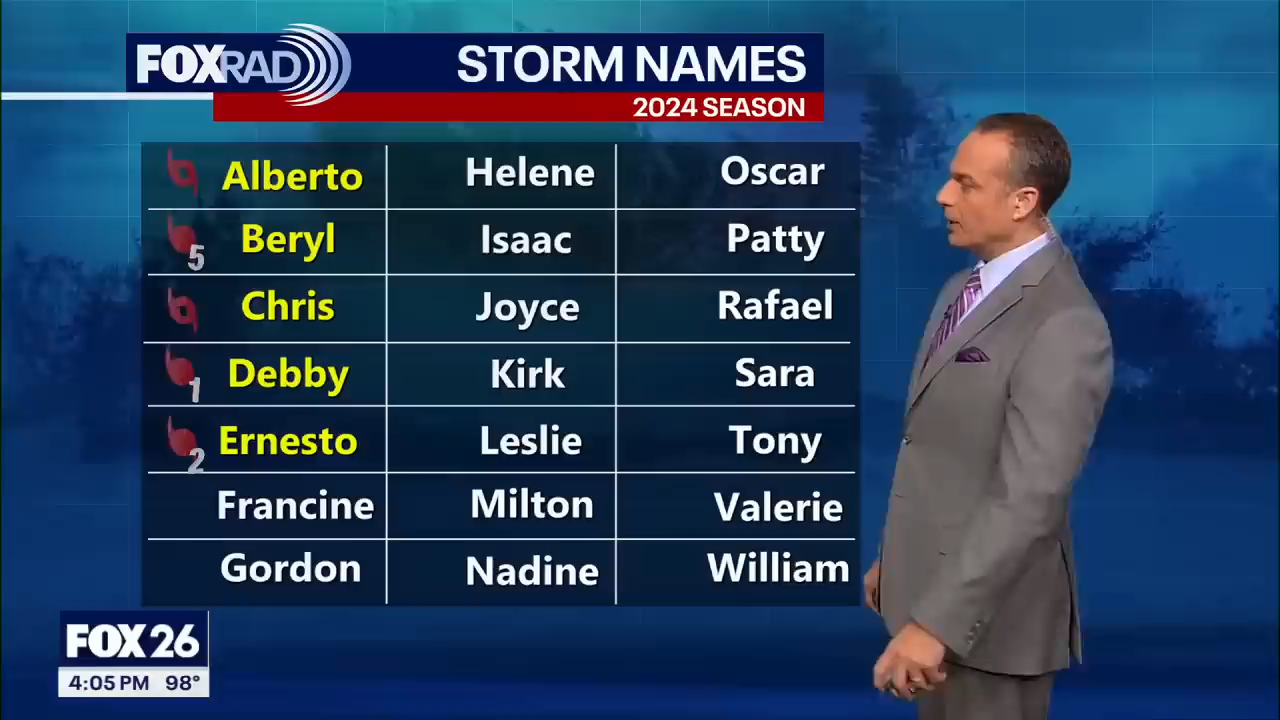 FOXRAD
STORM NAMES
2024 SEASON
Alberto Helene Oscar
5 Beryl Isaac Patty
Chris Joyce Rafael
1 Debby Kirk Sara
2 Ernesto Leslie Tony
Francine Milton Valerie
Gordon Nadine William
FOX 26
4:05 PM 98°